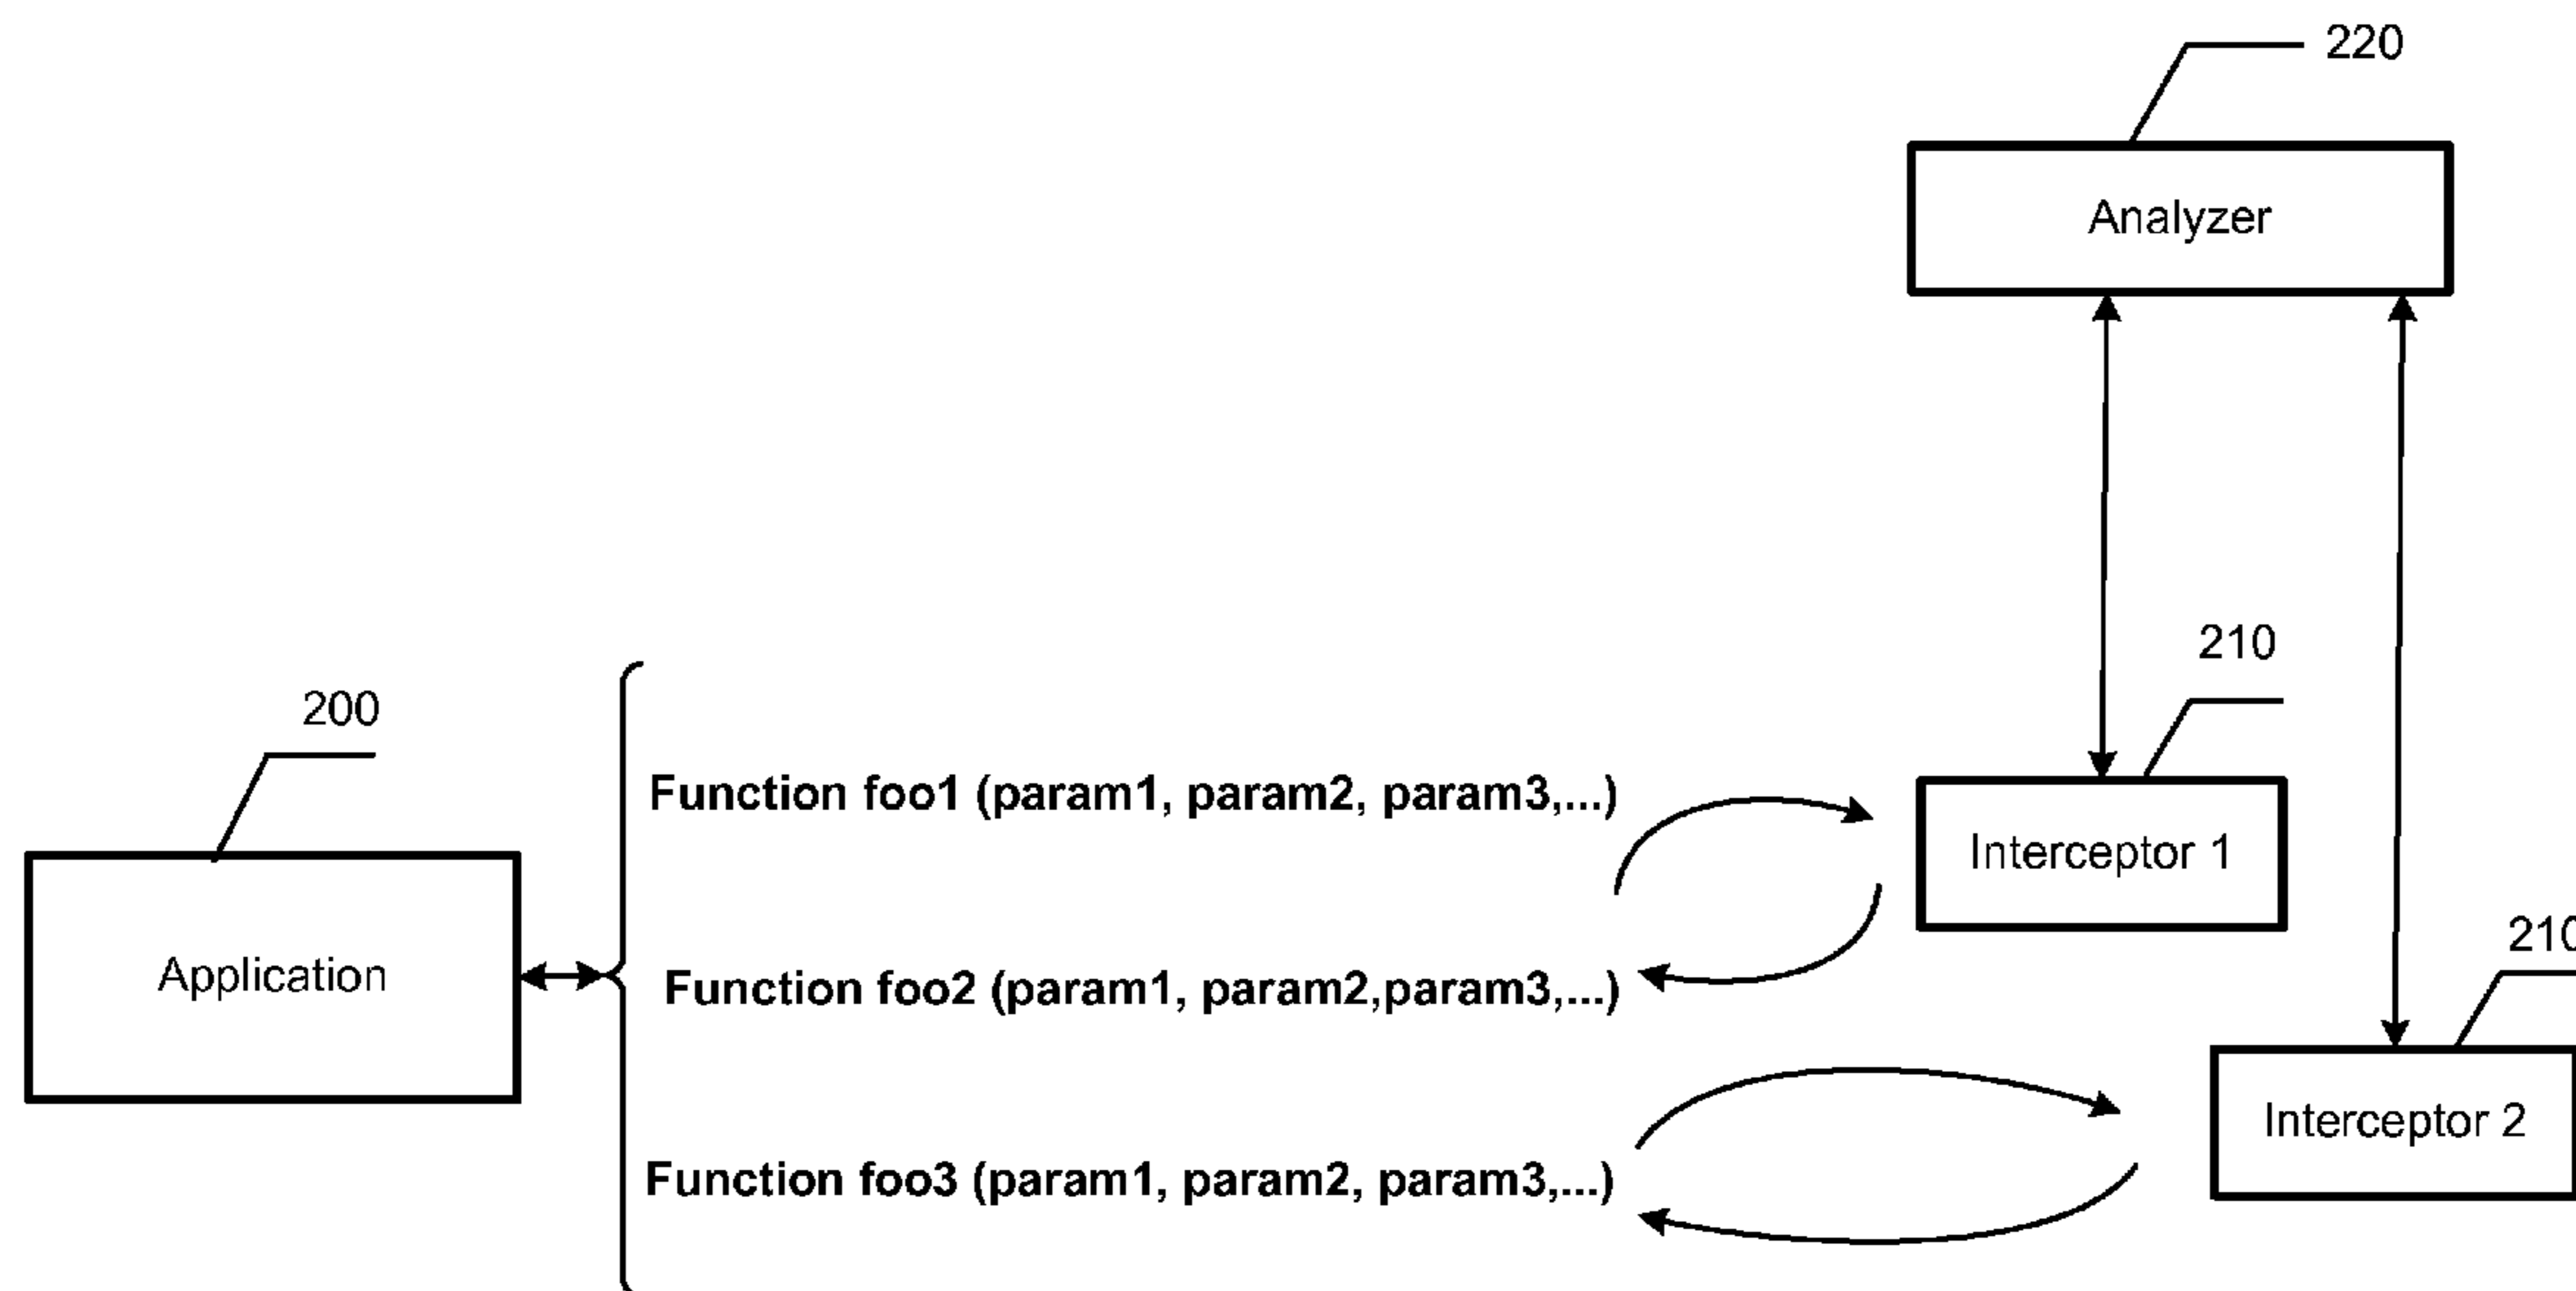 220
Analyzer
210
200
Function foo1 (param1, param2, param3,...)
Interceptor 1
210
Application
Function foo2 (param1, param2,param3,...)
Interceptor 2
Function foo3 (param1, param2, param3,...)